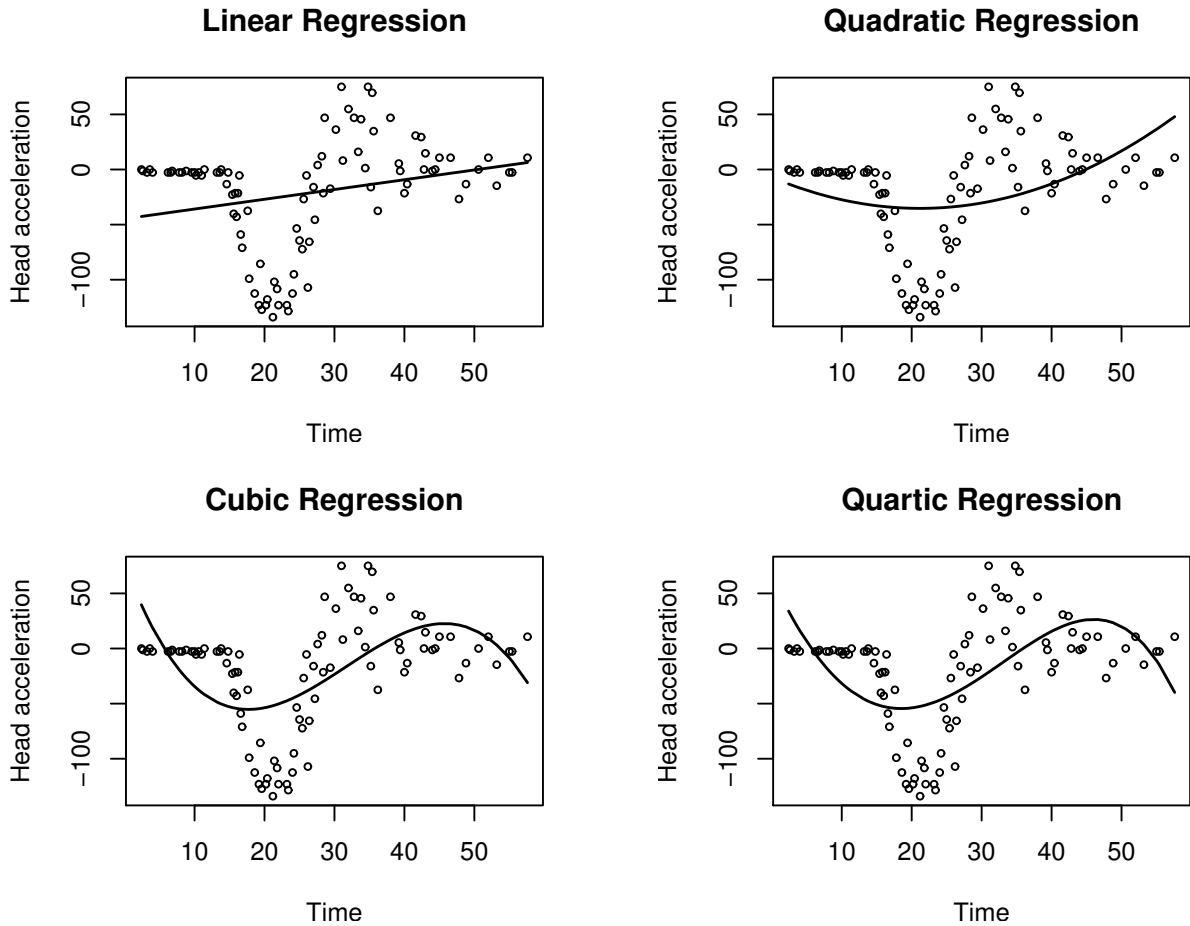 Linear Regression
Head acceleration
50
0
−100
10 20 30 40 50
Time
Quadratic Regression
Head acceleration
50
0
−100
10 20 30 40 50
Time
Cubic Regression
Head acceleration
50
0
−100
10 20 30 40 50
Time
Quartic Regression
Head acceleration
50
0
−100
10 20 30 40 50
Time